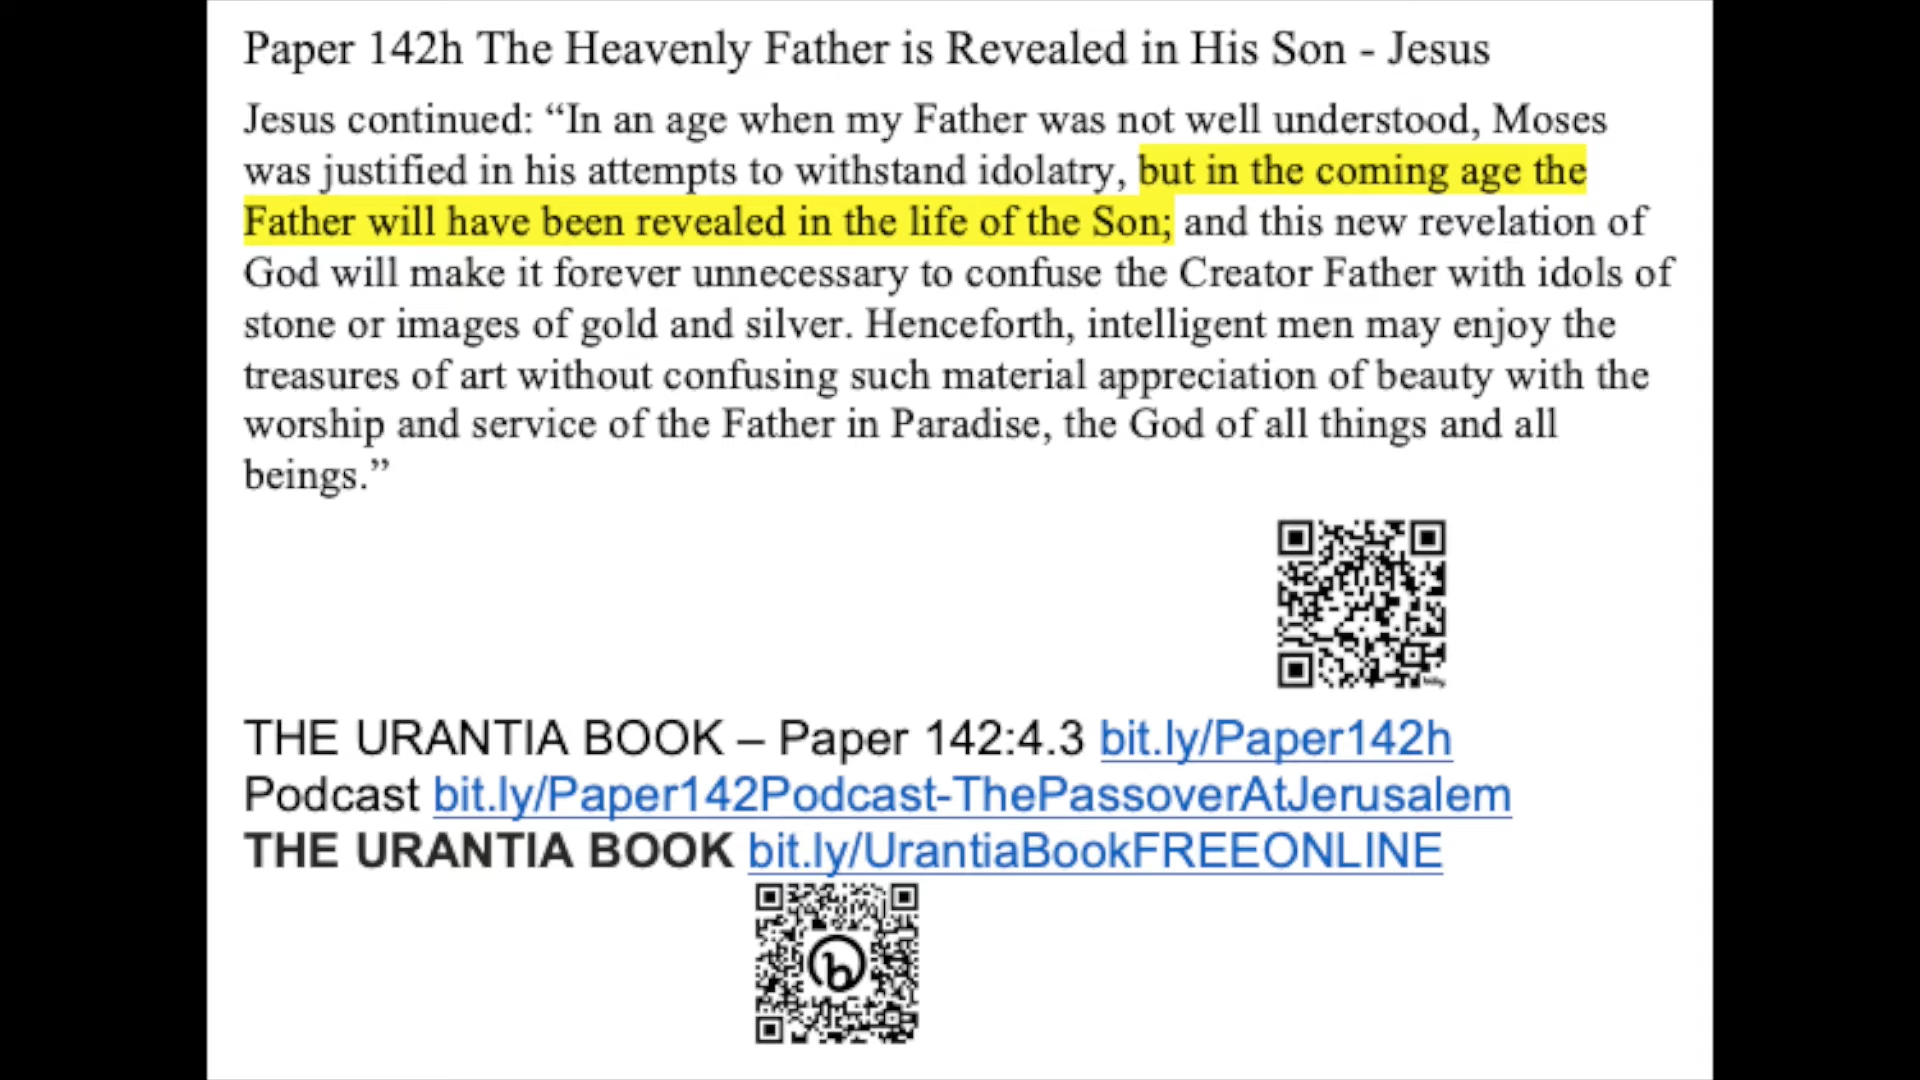 Paper 142h The Heavenly Father is Revealed in His Son - Jesus
Jesus continued: “In an age when my Father was not well understood, Moses
was justified in his attempts to withstand idolatry, but in the coming age the
Father will have been revealed in the life of the Son; and this new revelation of
God will make it forever unnecessary to confuse the Creator Father with idols of
stone or images of gold and silver. Henceforth, intelligent men may enjoy the
treasures of art without confusing such material appreciation of beauty with the
worship and service of the Father in Paradise, the God of all things and all
beings.”
THE URANTIA BOOK – Paper 142:4.3 bit.ly/Paper142h
Podcast bit.ly/Paper142Podcast-ThePassoverAtJerusalem
THE URANTIA BOOK bit.ly/UrantiaBookFREEONLINE